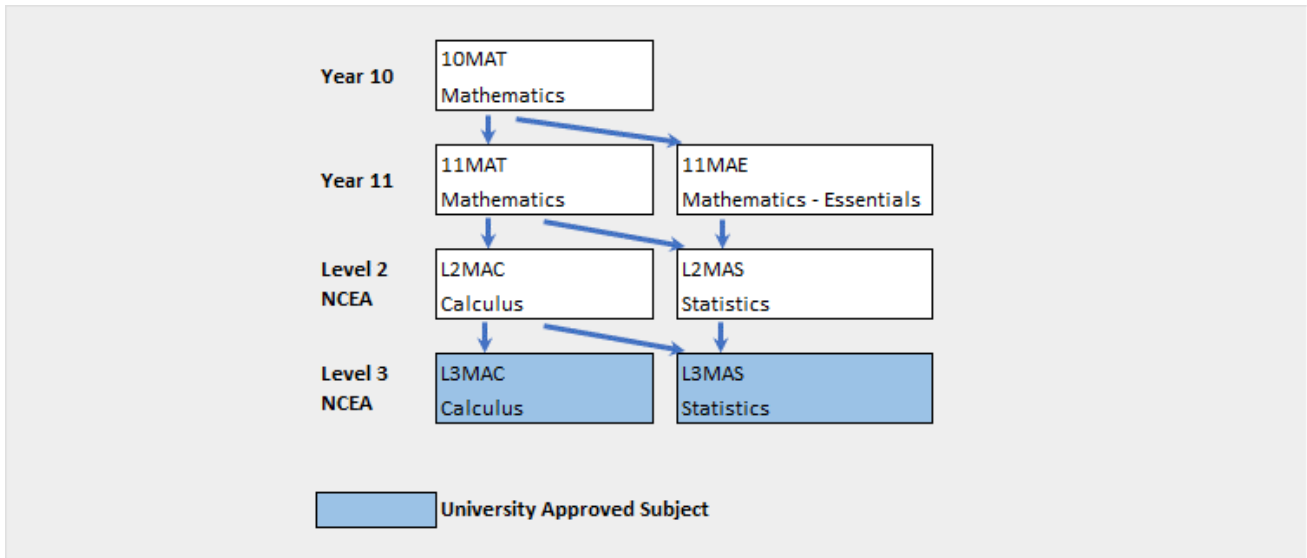 Year 10
10MAT
Mathematics
Year 11
11MAT
Mathematics
11MAE
Mathematics - Essentials
Level 2
NCEA
L2MAC
Calculus
L2MAS
Statistics
Level 3
NCEA
L3MAC
Calculus
L3MAS
Statistics
University Approved Subject